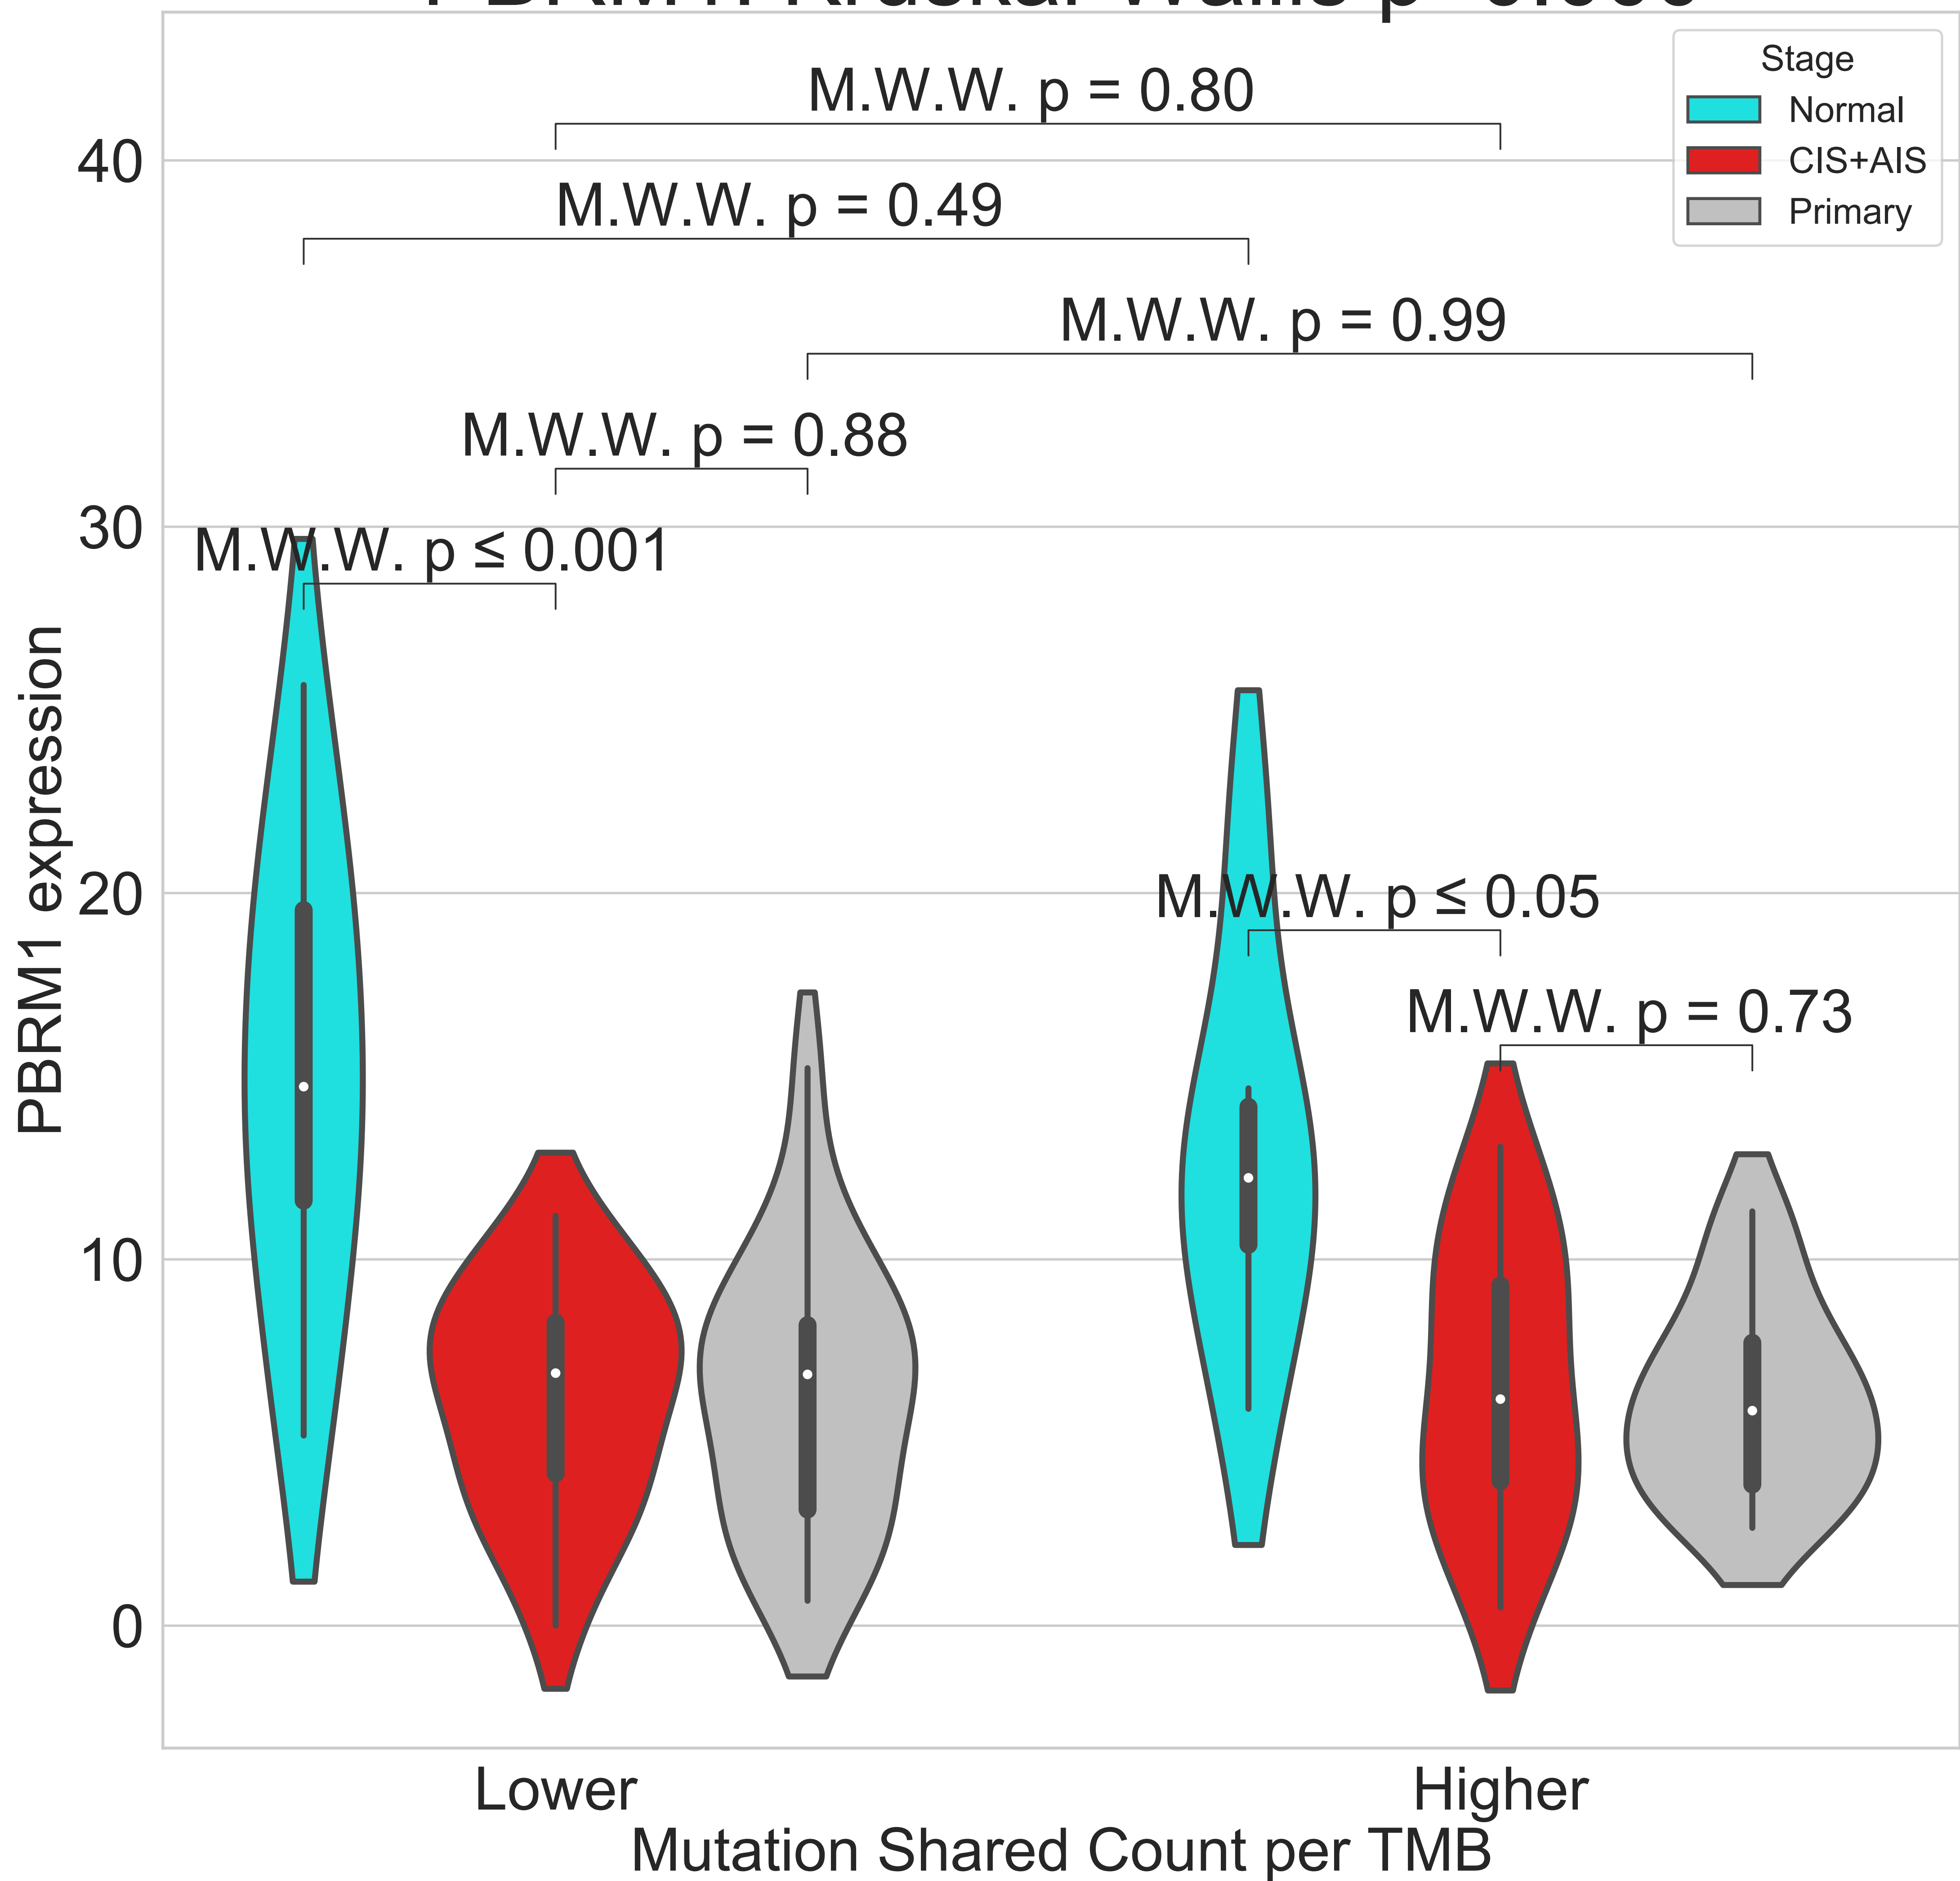 Stage
Normal
CIS+AIS
Primary
M.W.W. p = 0.80
M.W.W. p = 0.49
M.W.W. p = 0.99
M.W.W. p = 0.88
M.W.W. p ≤ 0.001
M.W.W. p ≤ 0.05
M.W.W. p = 0.73
40
30
20
10
0
PBRM1 expression
Lower
Higher
Mutation Shared Count per TMB